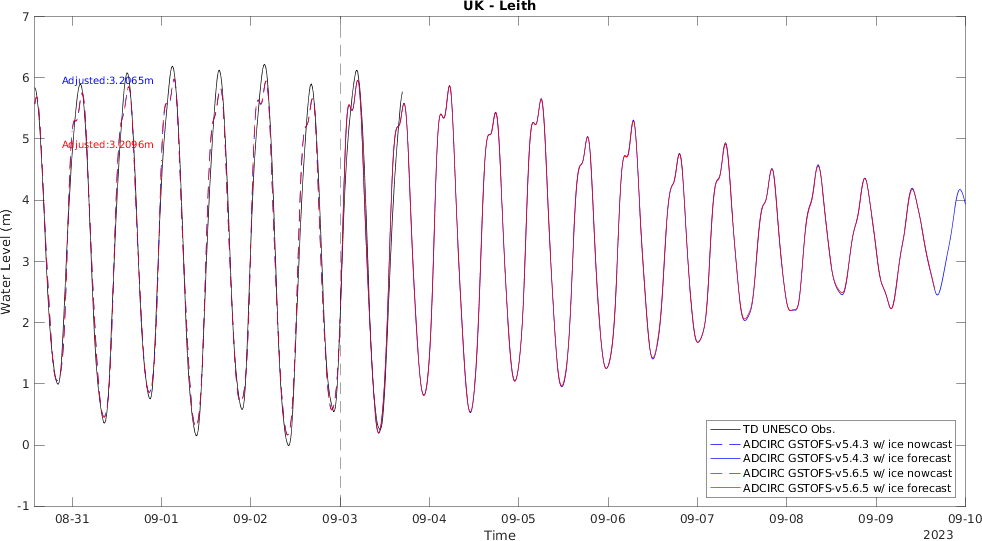 UK - Leith
7
6
5
4
3
2
1
0
-1
Water Level (m)
Adjusted:3.2065m
Adjusted:3.2096m
TD UNESCO Obs.
ADCIRC GSTOFS-v5.4.3 w/ ice nowcast
ADCIRC GSTOFS-v5.4.3 w/ ice forecast
ADCIRC GSTOFS-v5.6.5 w/ ice nowcast
ADCIRC GSTOFS-v5.6.5 w/ ice forecast
08-31 09-01 09-02 09-03 09-04 09-05 09-06 09-07 09-08 09-09 09-10
Time
2023